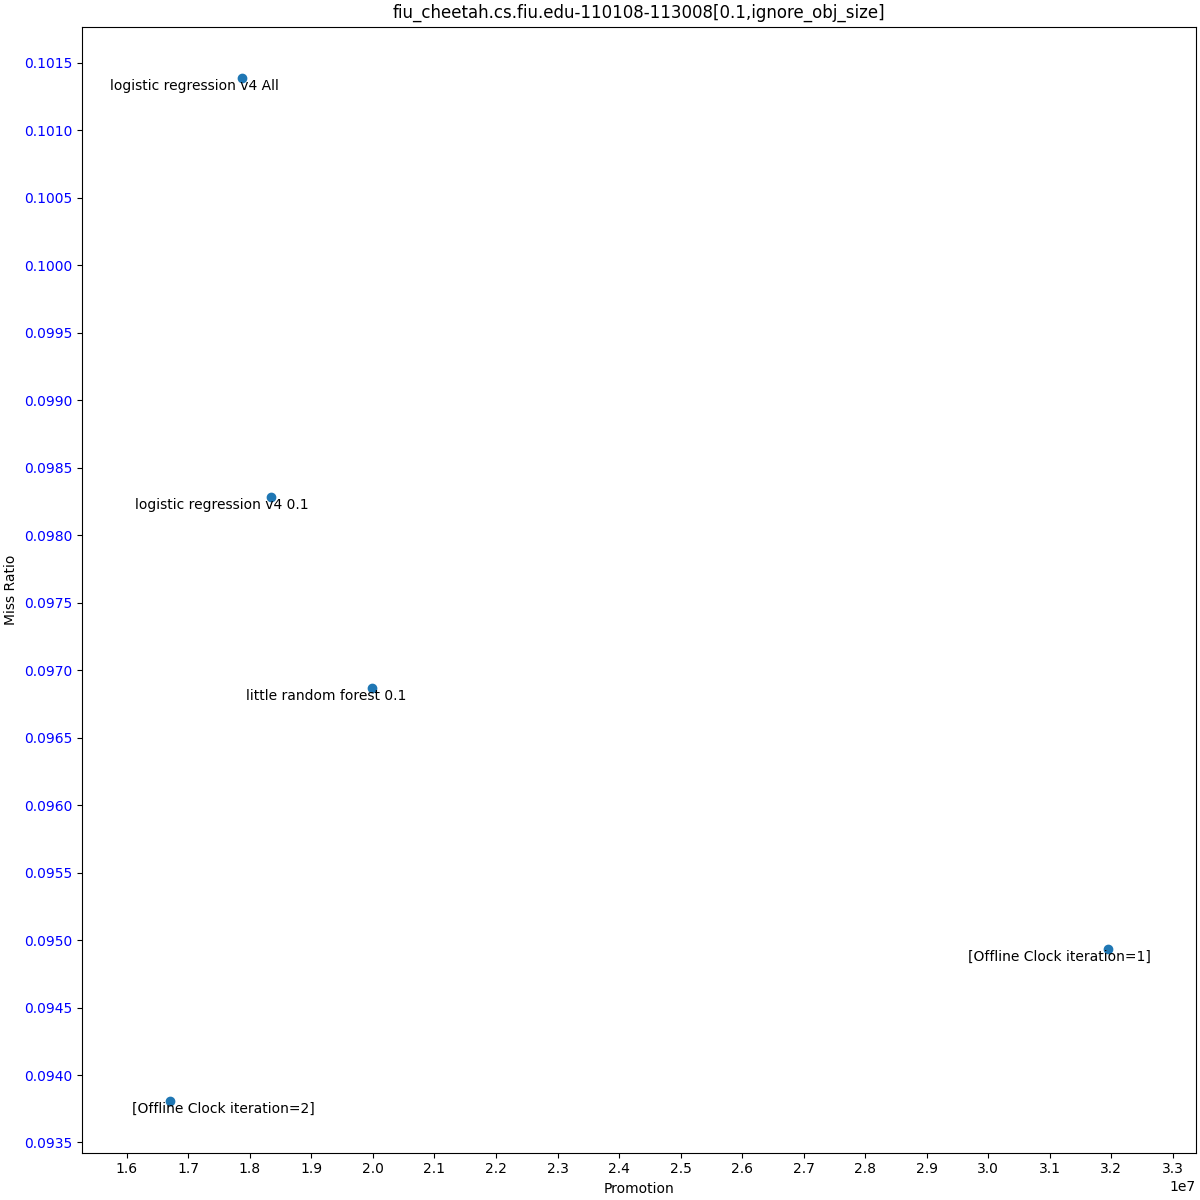 fiu_cheetah.cs.fiu.edu-110108-113008[0.1,ignore_obj_size]
0.1015
logistic regression v4 All
0.1010
0.1005
0.1000
0.0995
0.0990
0.0985
logistic regression v4 0.1
0.0980
Miss Ratio
0.0975
0.0970
little random forest 0.1
0.0965
0.0960
0.0955
0.0950
[Offline Clock iteration=1]
0.0945
0.0940
[Offline Clock iteration=2]
0.0935
1.6 1.7 1.8 1.9 2.0 2.1 2.2 2.3 2.4 2.5 2.6 2.7 2.8 2.9 3.0 3.1 3.2 3.3
Promotion
1e7